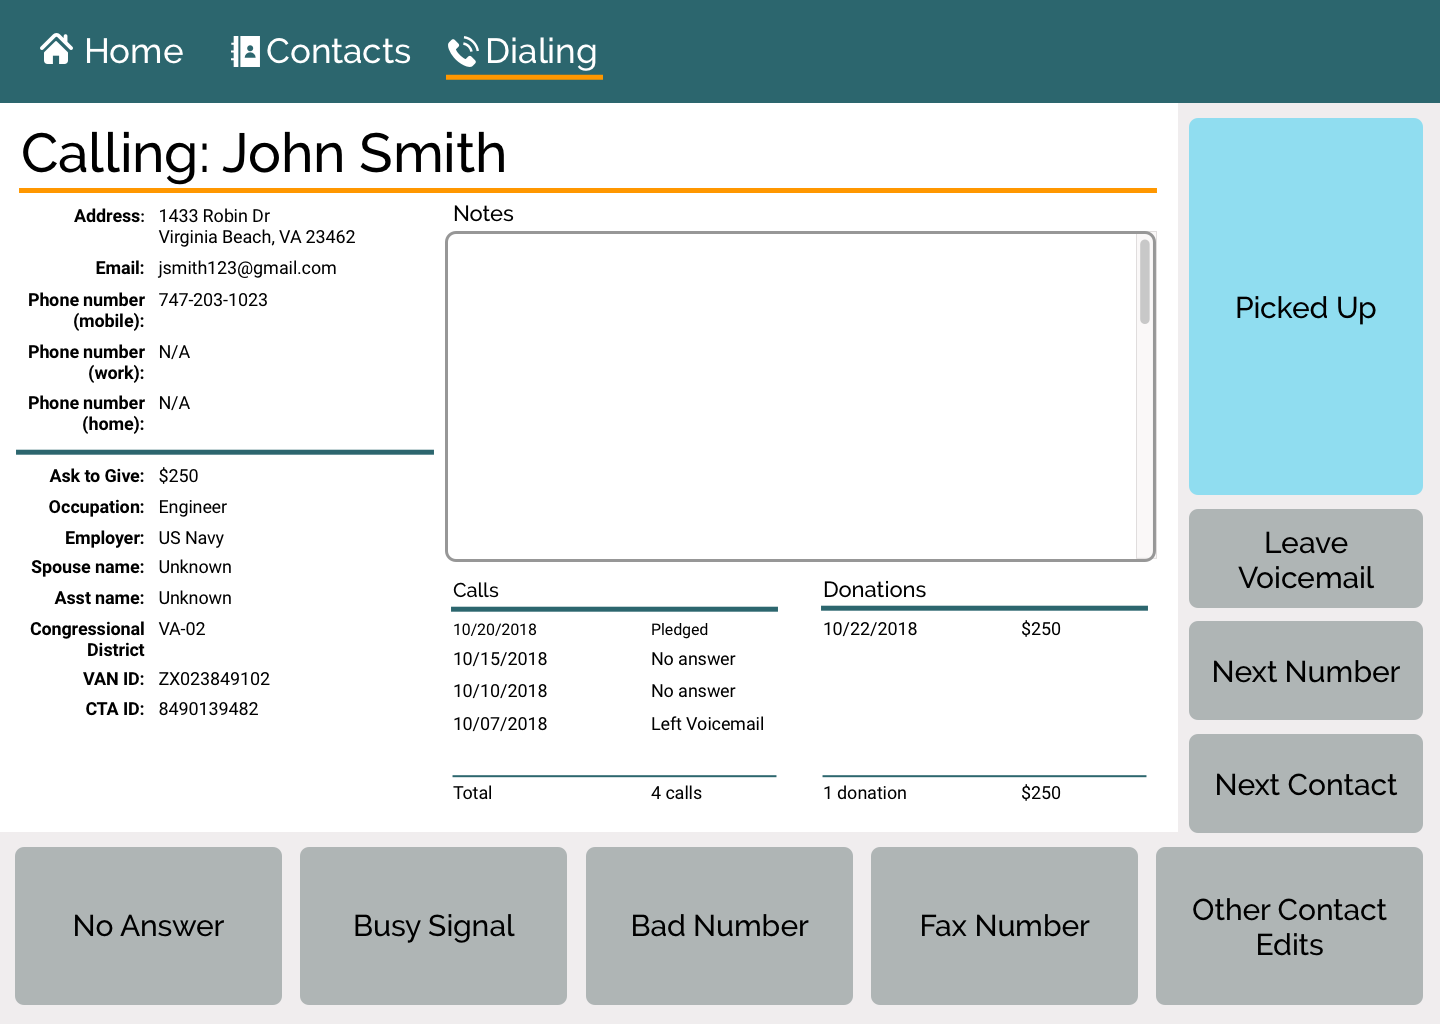 Home Contacts Dialing
Calling: John Smith
Address: 1433 Robin Dr
Virginia Beach, VA 23462
Email: jsmith123@gmail.com
Phone number 747-203-1023
(mobile):
Phone number N/A
(work):
Phone number N/A
(home):
Ask to Give: $250
Occupation: Engineer
Employer: US Navy
Spouse name: Unknown
Asst name: Unknown
Congressional VA-02
District
VAN ID: ZX023849102
CTA ID: 8490139482
Notes
Calls
10/20/2018 Pledged
10/15/2018 No answer
10/10/2018 No answer
10/07/2018 Left Voicemail
Total 4 calls
Donations
10/22/2018 $250
1 donation $250
Picked Up
Leave
Voicemail
Next Number
Next Contact
No Answer
Busy Signal
Bad Number
Fax Number
Other Contact
Edits